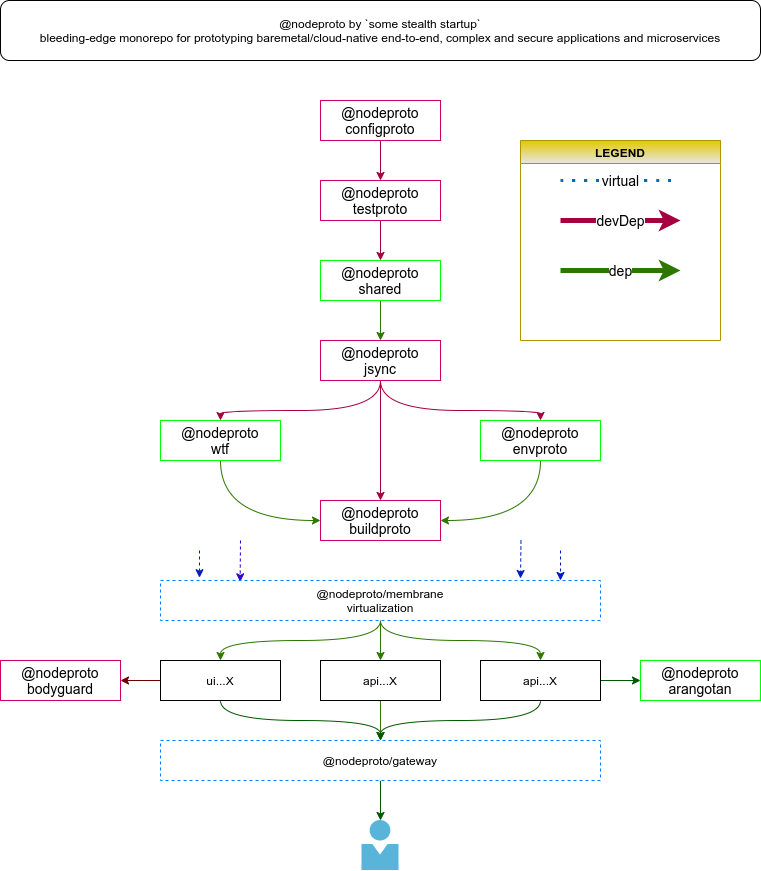 @nodeproto by `some stealth startup`
bleeding-edge monorepo for prototyping baremetal/cloud-native end-to-end, complex and secure applications and microservices
@nodeproto
configproto
LEGEND
virtual
devDep
dep
@nodeproto
testproto
@nodeproto
shared
@nodeproto
jsync
@nodeproto
wtf
@nodeproto
envproto
@nodeproto
buildproto
@nodeproto/membrane
virtualization
@nodeproto
bodyguard
ui...X
api...X
api...X
@nodeproto
arangotan
@nodeproto/gateway